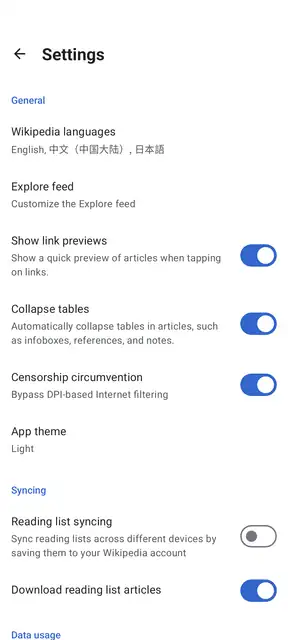 Settings
General
Wikipedia languages
English, 中文（中国大陆）, 日本語
Explore feed
Customize the Explore feed
Show link previews
Show a quick preview of articles when tapping
on links.
Collapse tables
Automatically collapse tables in articles, such
as infoboxes, references, and notes.
Censorship circumvention
Bypass DPI-based Internet filtering
App theme
Light
Syncing
Reading list syncing
Sync reading lists across different devices by
saving them to your Wikipedia account
Download reading list articles
Data usage